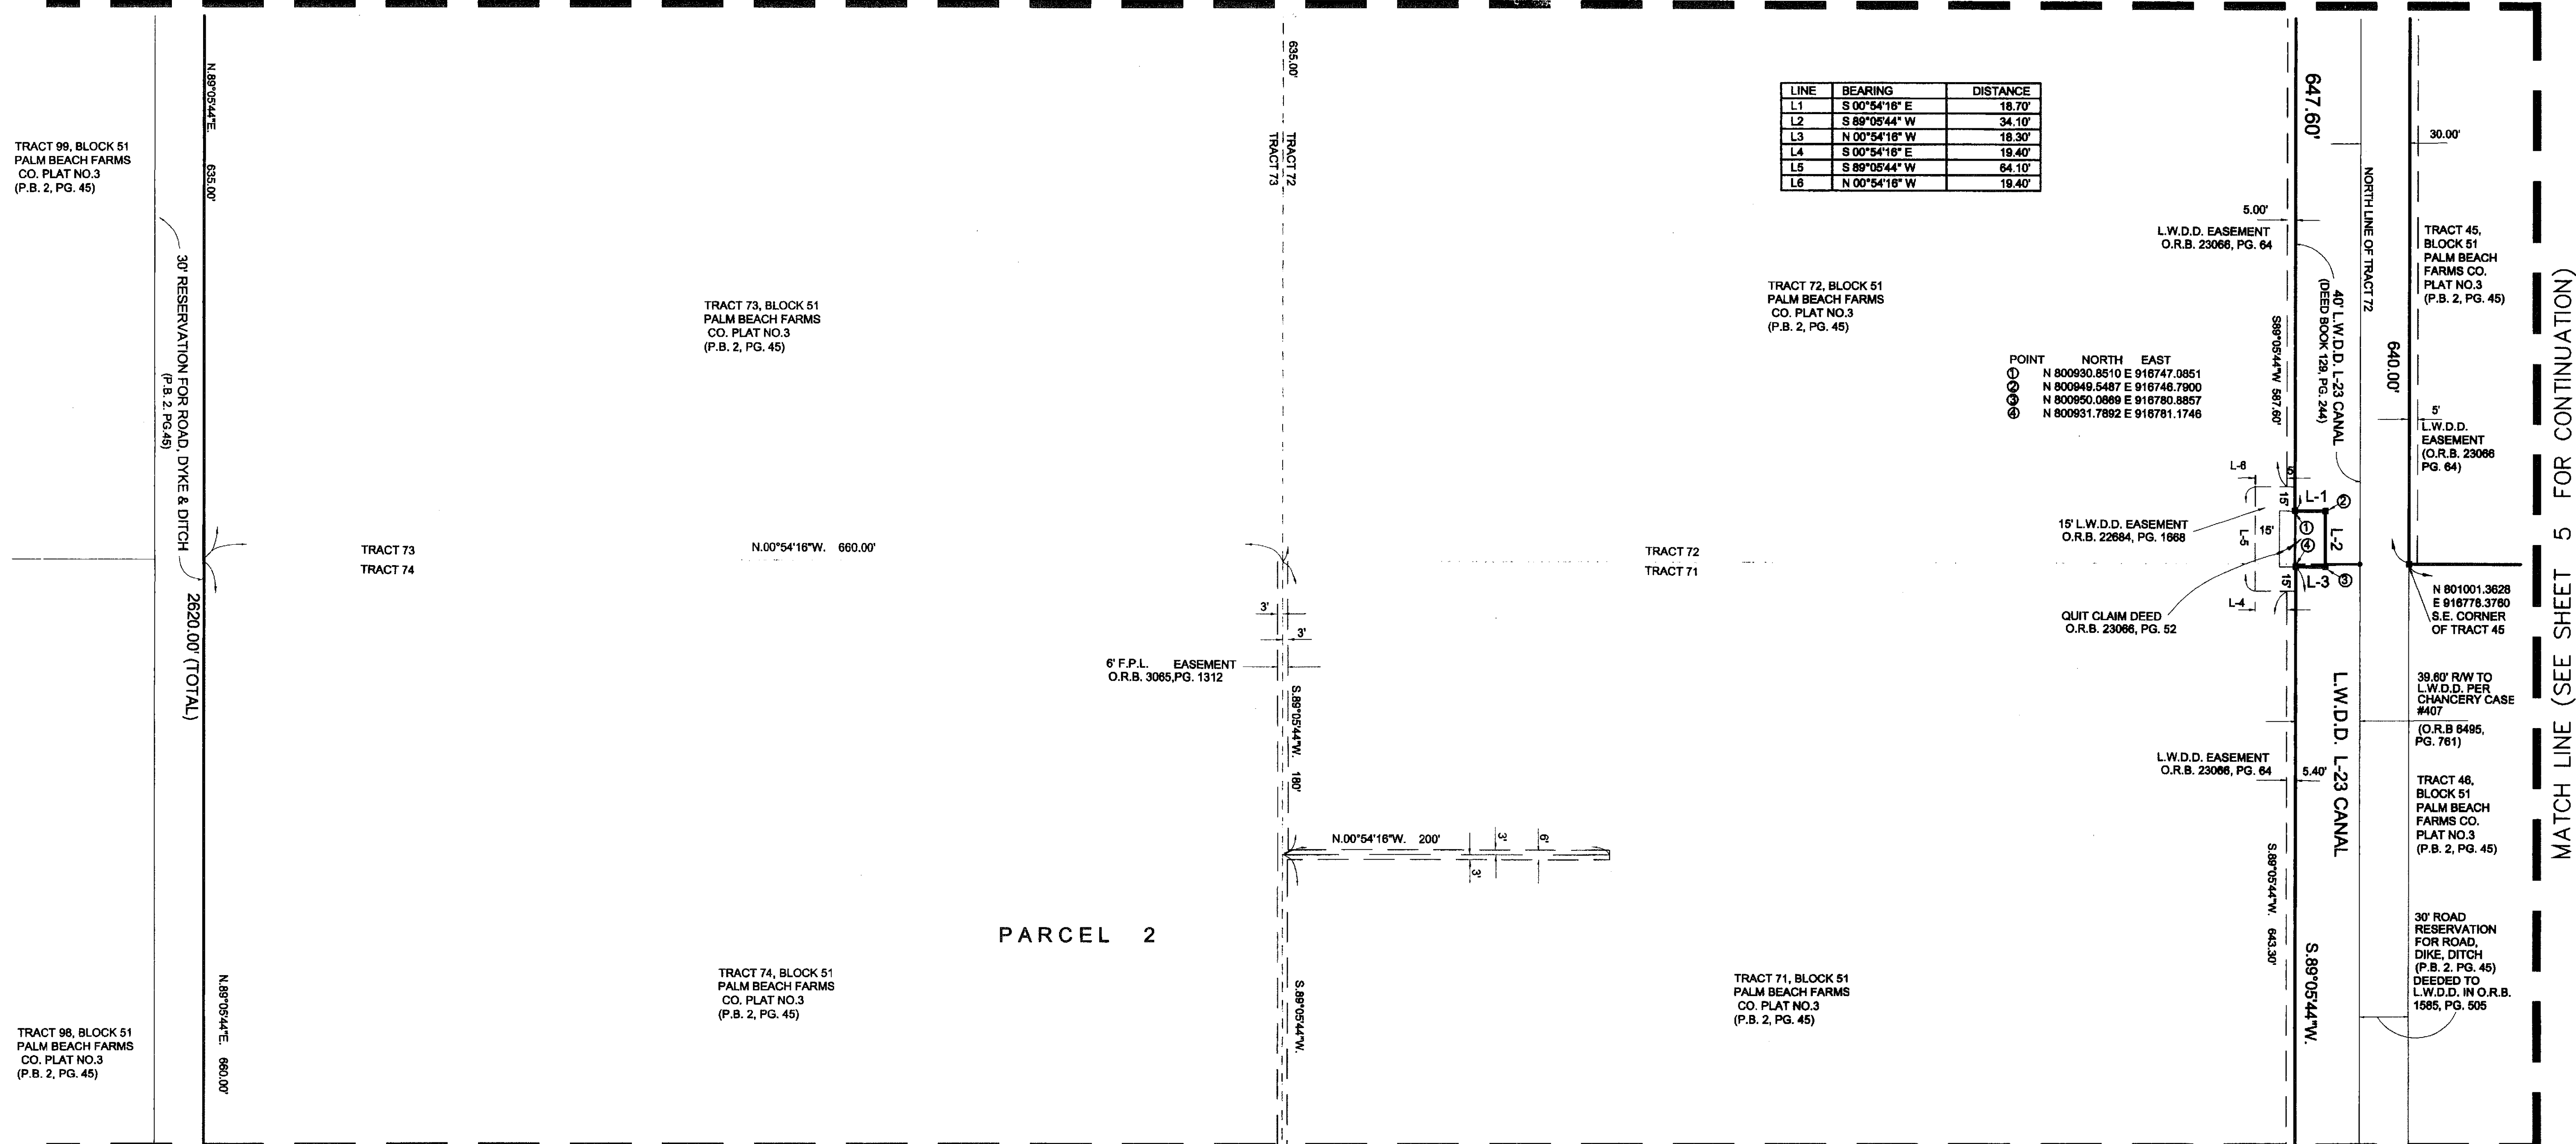 TRACT 99, BLOCK 51
PALM BEACH FARMS
CO. PLAT NO.3
(P.B. 2, PG. 45)
N.89°05'44"E. 635.00'
30' RESERVATION FOR ROAD, DYKE & DITCH
(P.B. 2. PG.45)
2620.00' (TOTAL)
TRACT 98, BLOCK 51
PALM BEACH FARMS
CO. PLAT NO.3
(P.B. 2, PG. 45)
N.89°05'44"E. 660.00'
TRACT 73, BLOCK 51
PALM BEACH FARMS
CO. PLAT NO.3
(P.B. 2, PG. 45)
TRACT 73
TRACT 74
N.00°54'16"W. 660.00'
TRACT 74, BLOCK 51
PALM BEACH FARMS
CO. PLAT NO.3
(P.B. 2, PG. 45)
PARCEL 2
635.00'
TRACT 72
TRACT 73
3'
3'
6' F.P.L. EASEMENT
O.R.B. 3065,PG. 1312
S.89°05'44"W. 180'
N.00°54'16"W. 200'
3'
6'
3'
S.89°05'44"W.
LINE BEARING DISTANCE
L1 S 00°54'16" E 18.70'
L2 S 89°05'44" W 34.10'
L3 N 00°54'16" W 18.30'
L4 S 00°54'16" E 19.40'
L5 S 89°05'44" W 64.10'
L6 N 00°54'16" W 19.40'
TRACT 72, BLOCK 51
PALM BEACH FARMS
CO. PLAT NO.3
(P.B. 2, PG. 45)
POINT NORTH EAST
① N 800930.8510 E 916747.0851
② N 800949.5487 E 916746.7900
③ N 800950.0869 E 916780.8857
④ N 800931.7892 E 916781.1746
TRACT 72
TRACT 71
TRACT 71, BLOCK 51
PALM BEACH FARMS
CO. PLAT NO.3
(P.B. 2, PG. 45)
5.00'
L.W.D.D. EASEMENT
O.R.B. 23066, PG. 64
S89°05'44"W 587.60'
L-6
5'
15'
L-1
②
15' L.W.D.D. EASEMENT
O.R.B. 22684, PG. 1668
15'
L-5
①
④
L-2
15'
L-3
③
L-4
QUIT CLAIM DEED
O.R.B. 23066, PG. 52
L.W.D.D. EASEMENT
O.R.B. 23066, PG. 64
5.40'
S.89°05'44"W. 643.30'
647.60'
40' L.W.D.D. L-23 CANAL
(DEED BOOK 129, PG. 244)
NORTH LINE OF TRACT 72
640.00'
L.W.D.D. L-23 CANAL
S.89°05'44"W.
30.00'
TRACT 45,
BLOCK 51
PALM BEACH
FARMS CO.
PLAT NO.3
(P.B. 2, PG. 45)
5'
L.W.D.D.
EASEMENT
(O.R.B. 23066
PG. 64)
N 801001.3628
E 916778.3760
S.E. CORNER
OF TRACT 45
39.60' R/W TO
L.W.D.D. PER
CHANCERY CASE
#407
(O.R.B 6495,
PG. 761)
TRACT 46,
BLOCK 51
PALM BEACH
FARMS CO.
PLAT NO.3
(P.B. 2, PG. 45)
30' ROAD
RESERVATION
FOR ROAD,
DIKE, DITCH
(P.B. 2. PG. 45)
DEEDED TO
L.W.D.D. IN O.R.B.
1585, PG. 505
MATCH LINE (SEE SHEET 5 FOR CONTINUATION)